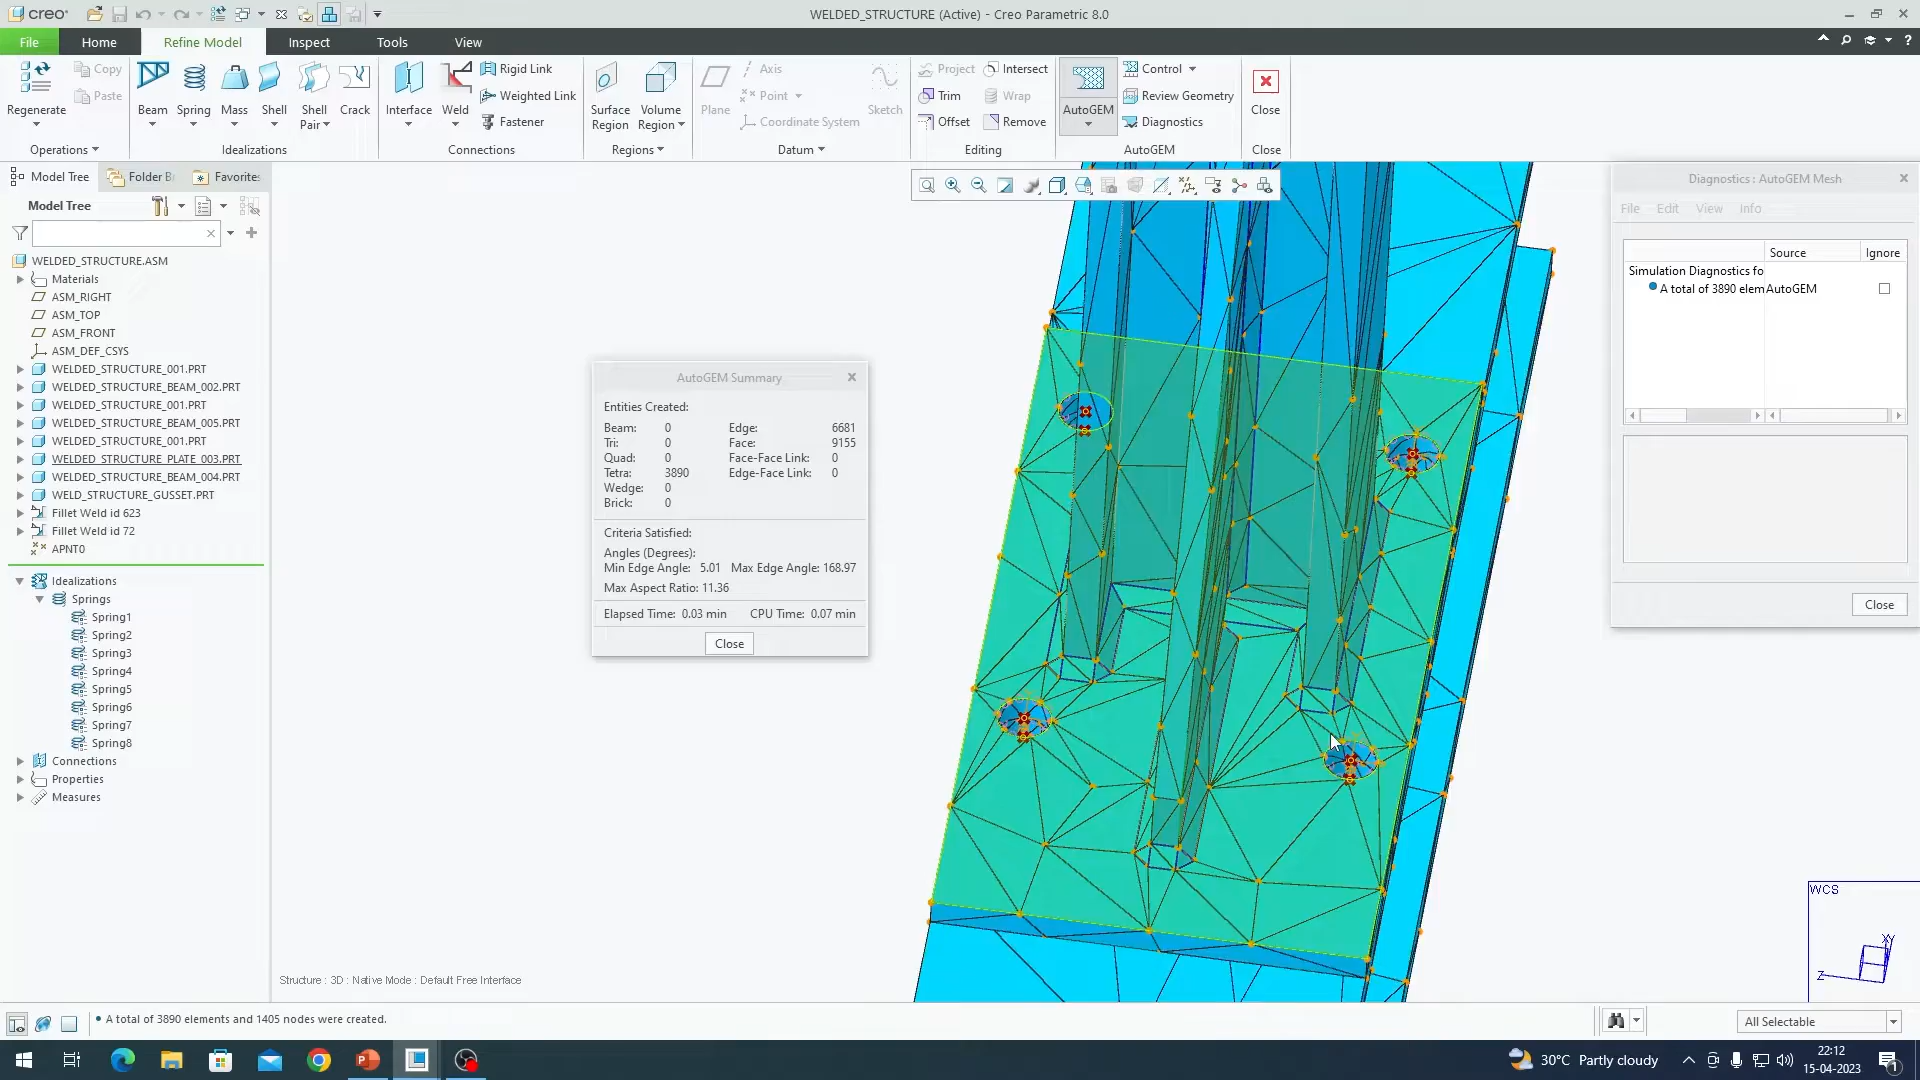 creo
WELDED_STRUCTURE (Active) - Creo Parametric 8.0
File Home Refine Model Inspect Tools View
Regenerate
Copy
Paste
Operations
Beam Spring Mass Shell Shell Pair Crack
Idealizations
Interface Weld
Rigid Link
Weighted Link
Fastener
Connections
Surface Region Volume Region
Regions
Plane
Axis
Point
Coordinate System
Sketch
Datum
Project Intersect
Trim Wrap
Offset Remove
Editing
AutoGEM
Control
Review Geometry
Diagnostics
AutoGEM
Close
Close
Model Tree Folder B Favorites
Model Tree
WELDED_STRUCTURE.ASM
Materials
ASM_RIGHT
ASM_TOP
ASM_FRONT
ASM_DEF_CSYS
WELDED_STRUCTURE_001.PRT
WELDED_STRUCTURE_BEAM_002.PRT
WELDED_STRUCTURE_001.PRT
WELDED_STRUCTURE_BEAM_005.PRT
WELDED_STRUCTURE_001.PRT
WELDED_STRUCTURE_PLATE_003.PRT
WELDED_STRUCTURE_BEAM_004.PRT
WELD_STRUCTURE_GUSSET.PRT
Fillet Weld id 623
Fillet Weld id 72
APNT0
Idealizations
Springs
Spring1
Spring2
Spring3
Spring4
Spring5
Spring6
Spring7
Spring8
Connections
Properties
Measures
AutoGEM Summary
Entities Created:
Beam: 0 Edge: 6681
Tri: 0 Face: 9155
Quad: 0 Face-Face Link: 0
Tetra: 3890 Edge-Face Link: 0
Wedge: 0
Brick: 0
Criteria Satisfied:
Angles (Degrees):
Min Edge Angle: 5.01 Max Edge Angle: 168.97
Max Aspect Ratio: 11.36
Elapsed Time: 0.03 min CPU Time: 0.07 min
Close
Diagnostics : AutoGEM Mesh
File Edit View Info
Source Ignore
Simulation Diagnostics fo
A total of 3890 elem AutoGEM
Close
WCS
XY
Z
Structure : 3D : Native Mode : Default Free Interface
• A total of 3890 elements and 1405 nodes were created.
All Selectable
30°C Partly cloudy
22:12
15-04-2023
1